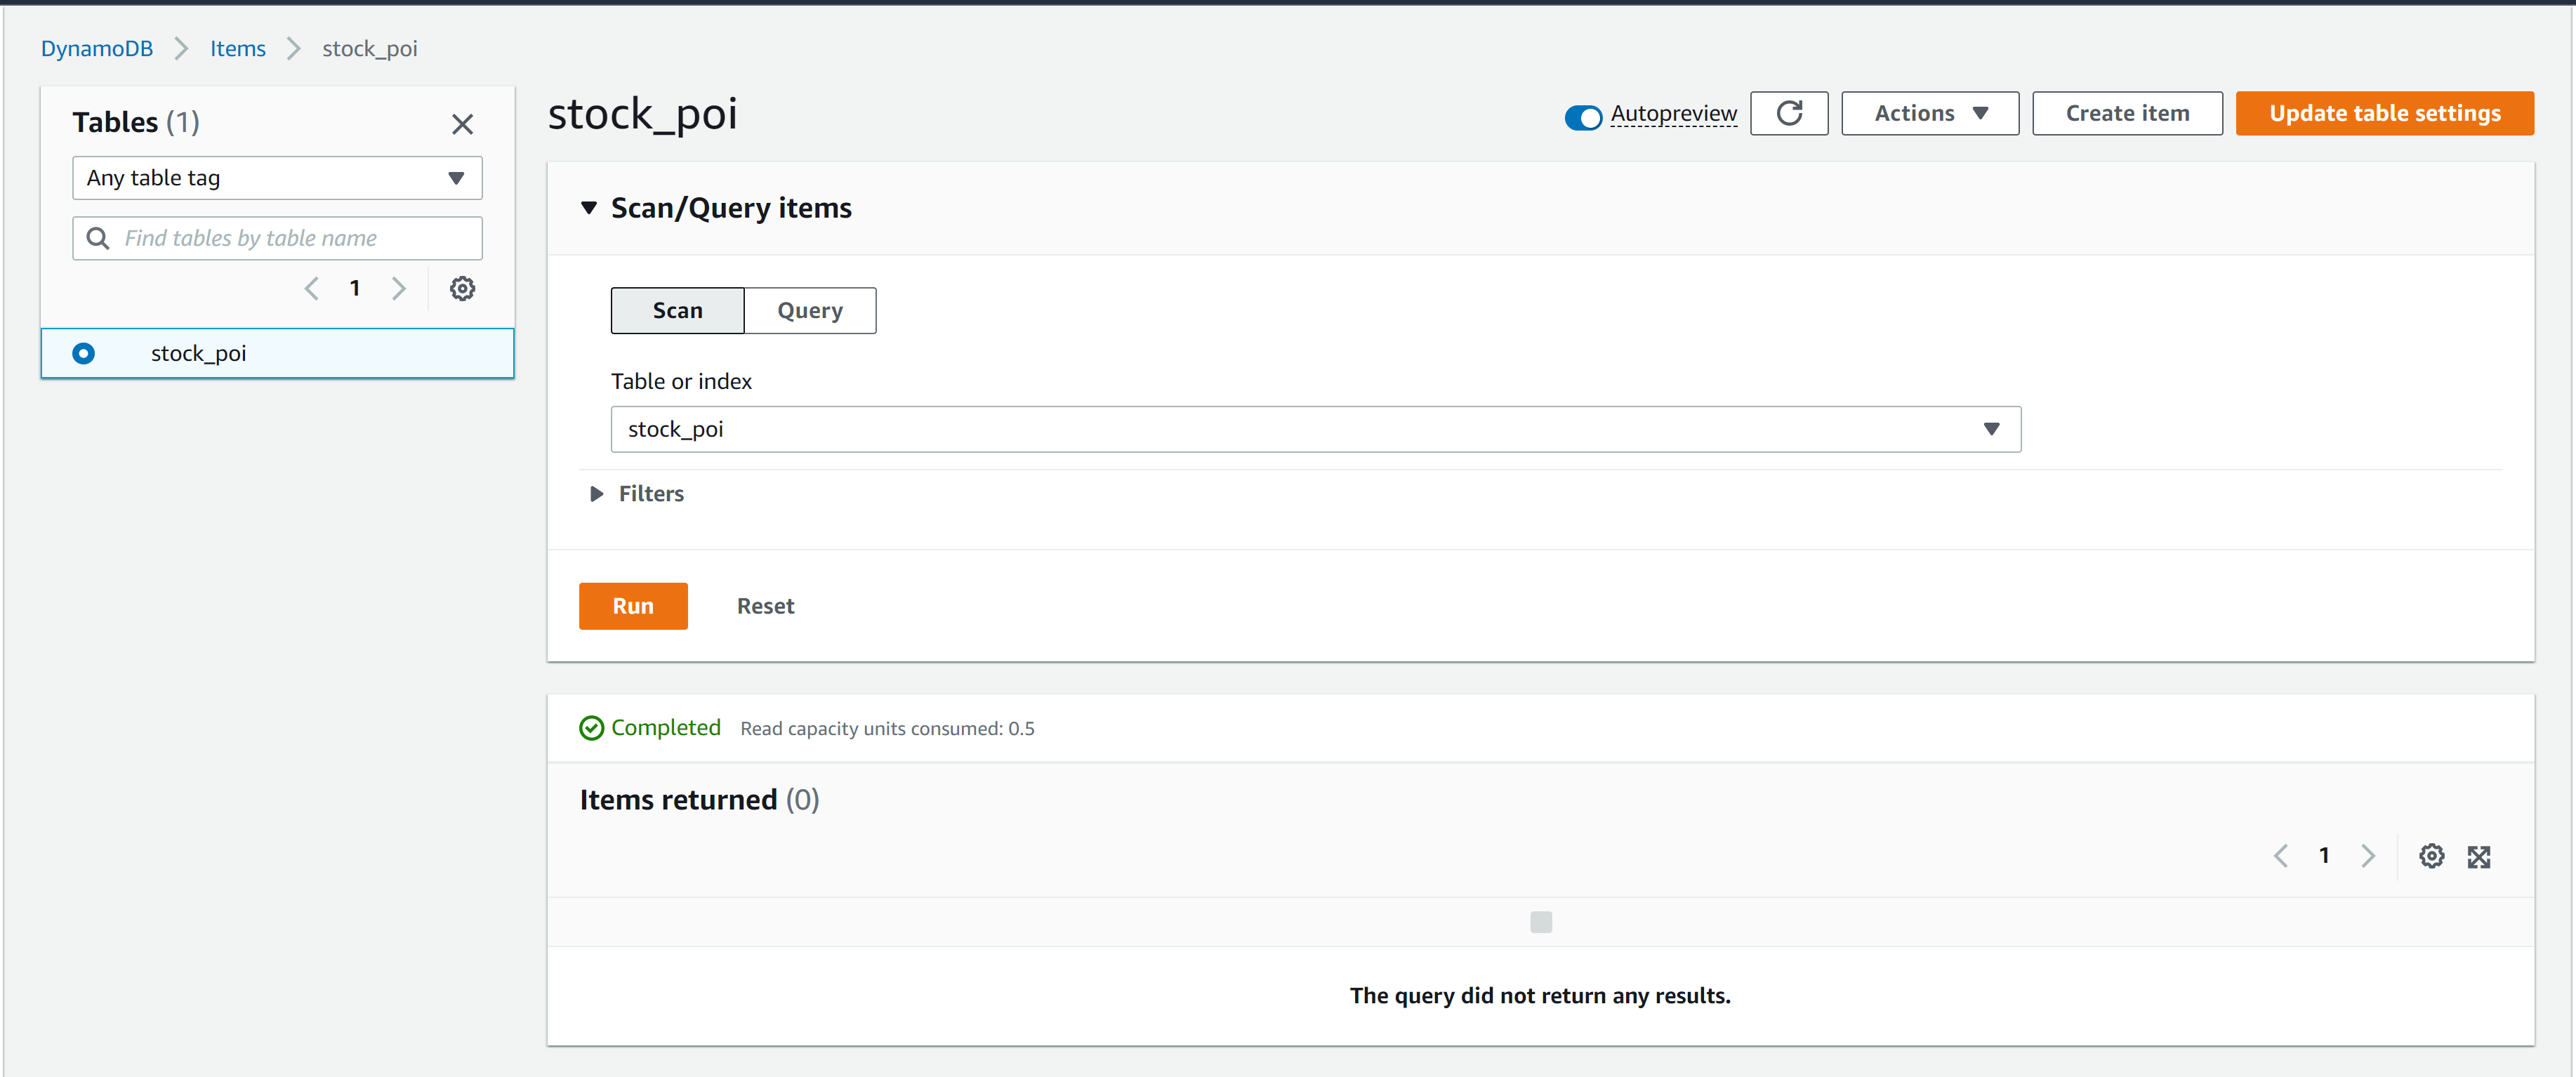 DynamoDB Items stock_poi
Tables (1)
Any table tag
Find tables by table name
1
stock_poi
stock_poi
Autopreview Actions Create item Update table settings
Scan/Query items
Scan Query
Table or index
stock_poi
Filters
Run Reset
Completed Read capacity units consumed: 0.5
Items returned (0)
1
The query did not return any results.